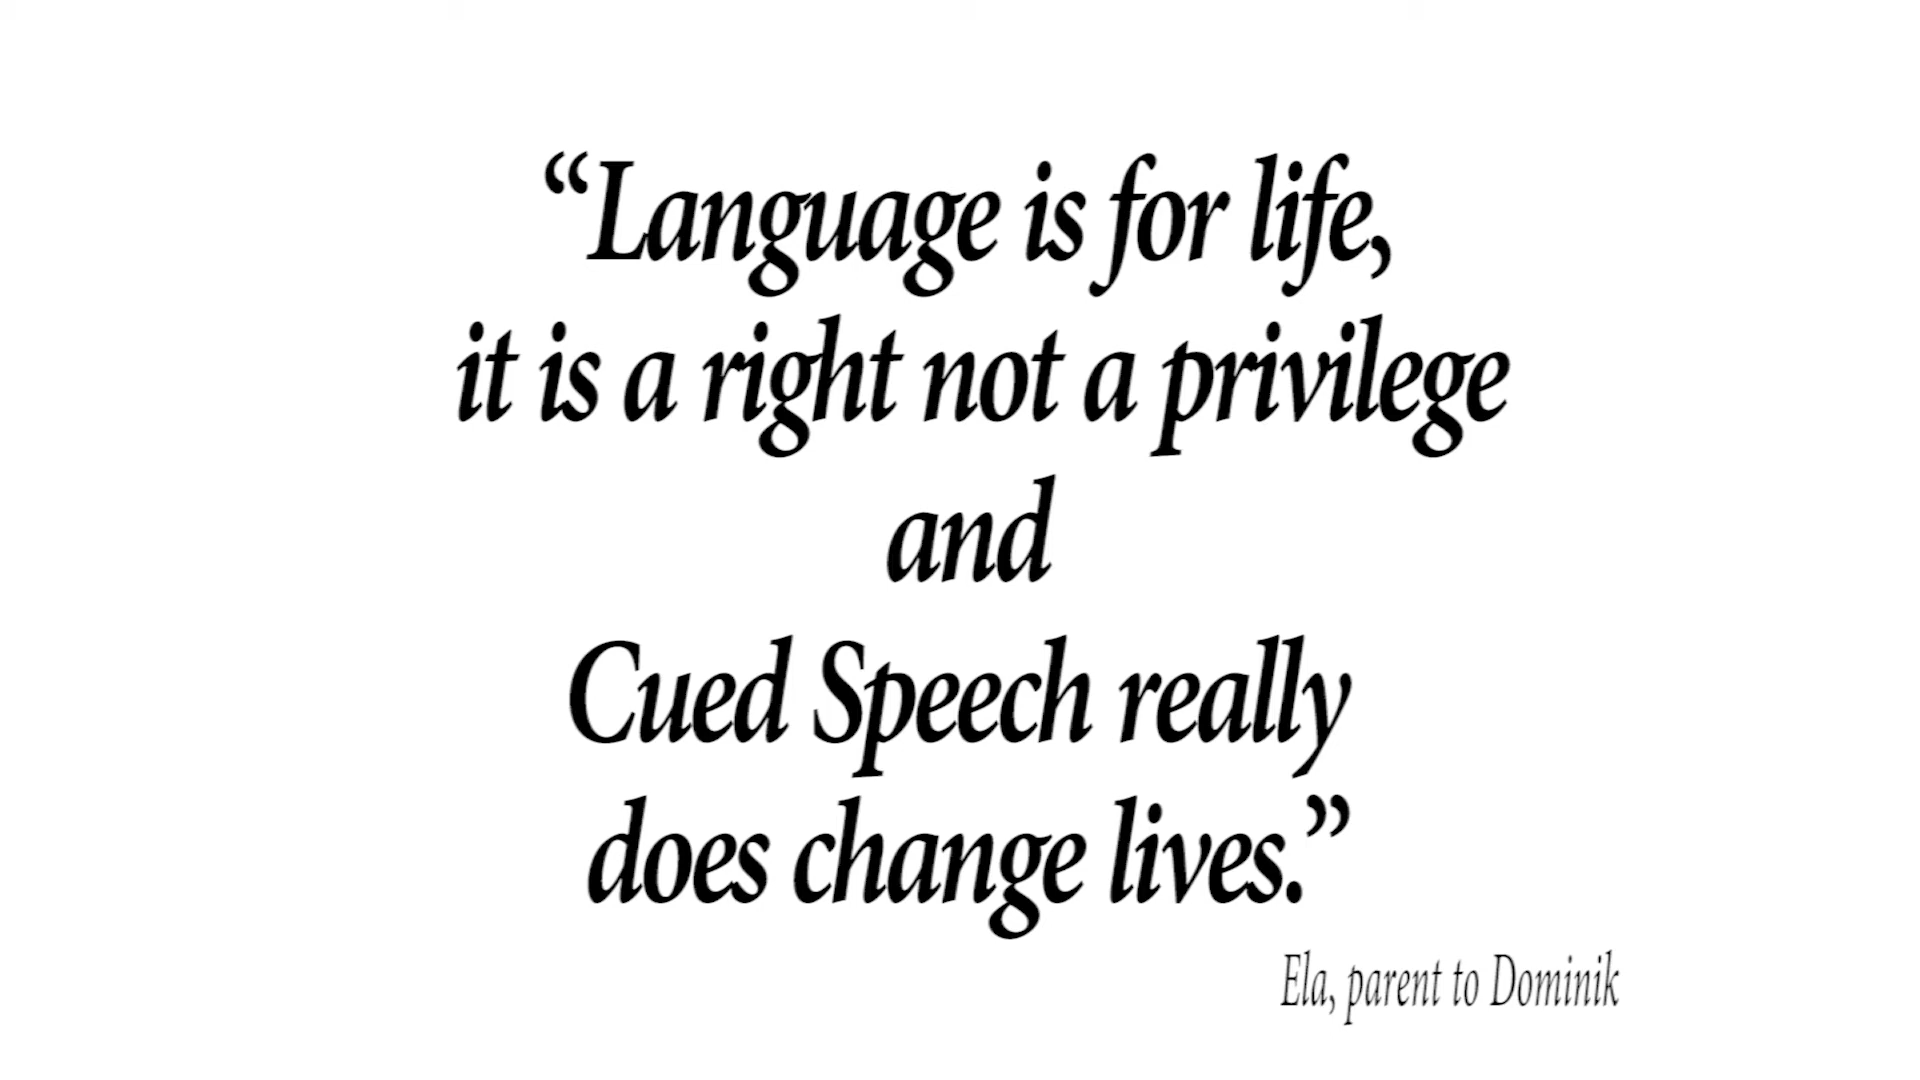 “Language is for life,
it is a right not a privilege
and
Cued Speech really
does change lives.”
Ela, parent to Dominik